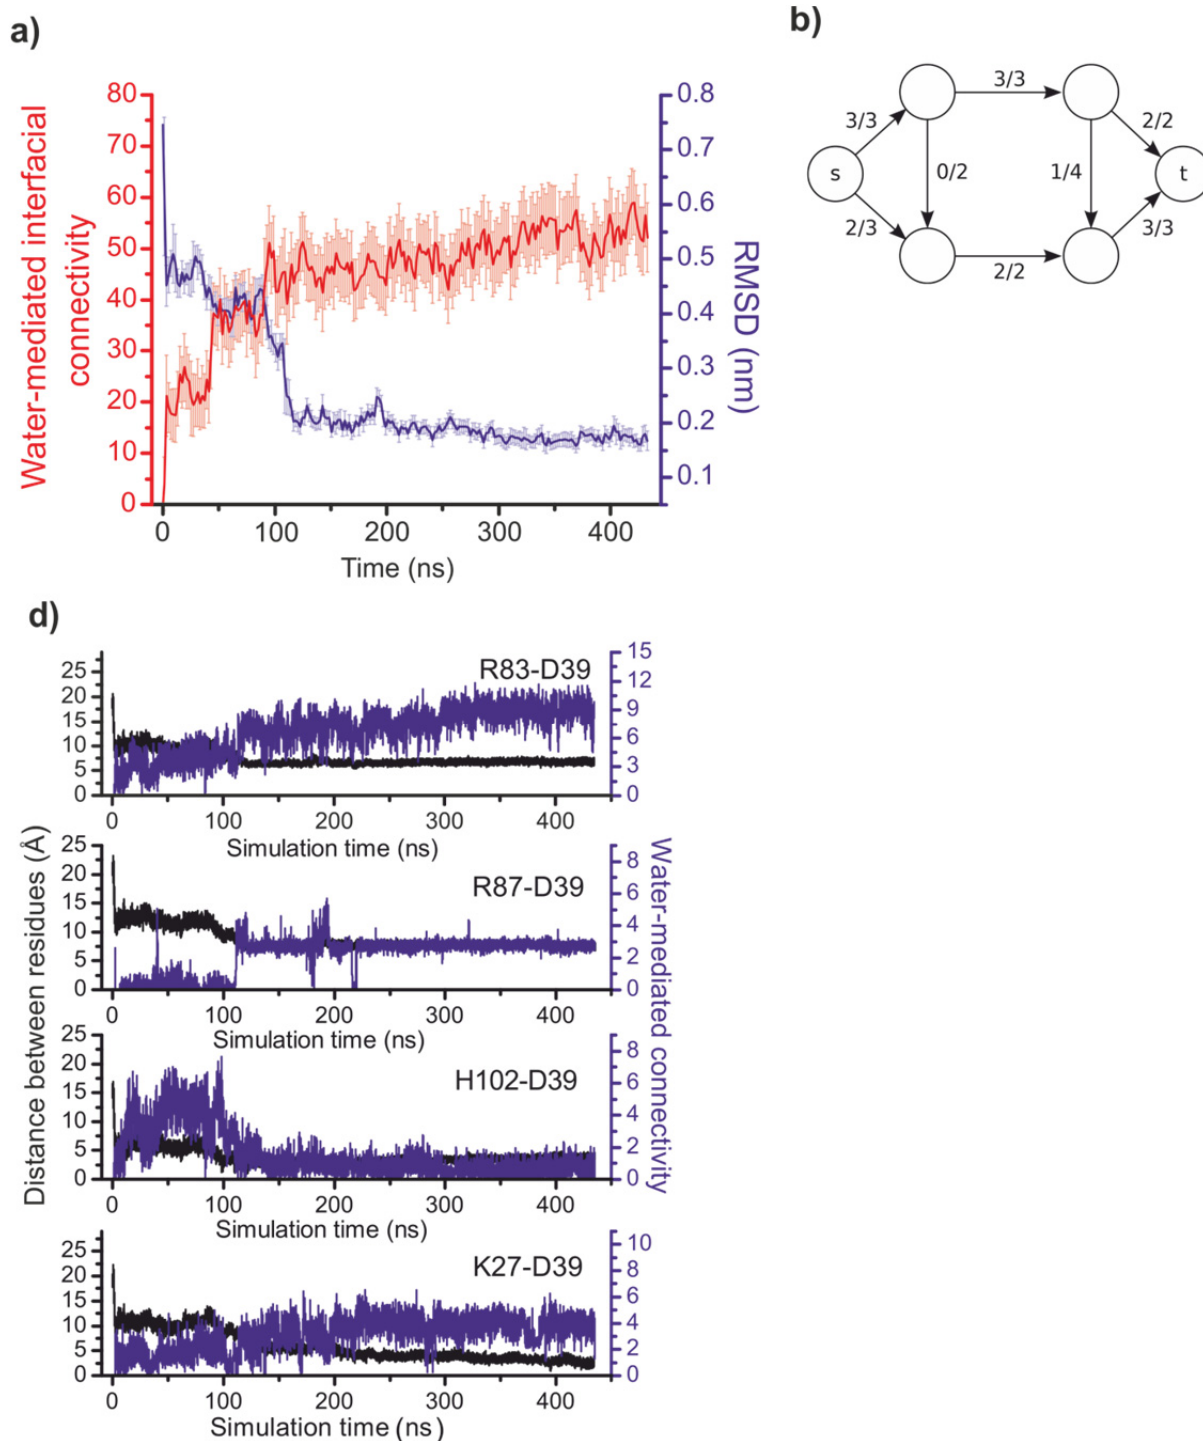 a)
Water-mediated interfacial
connectivity
80
70
60
50
40
30
20
10
0
0.8
0.7
0.6
0.5
0.4
0.3
0.2
0.1
RMSD (nm)
0 100 200 300 400
Time (ns)
b)
3/3
3/3
2/2
s
0/2
1/4
t
2/3
3/3
2/2
d)
Distance between residues (Å)
Water-mediated connectivity
R83-D39
25
20
15
10
5
0
15
12
9
6
3
0
0 100 200 300 400
Simulation time (ns)
R87-D39
25
20
15
10
5
0
8
6
4
2
0
0 100 200 300 400
Simulation time (ns)
H102-D39
25
20
15
10
5
0
8
6
4
2
0
0 100 200 300 400
Simulation time (ns)
K27-D39
25
20
15
10
5
0
10
8
6
4
2
0
0 100 200 300 400
Simulation time (ns)